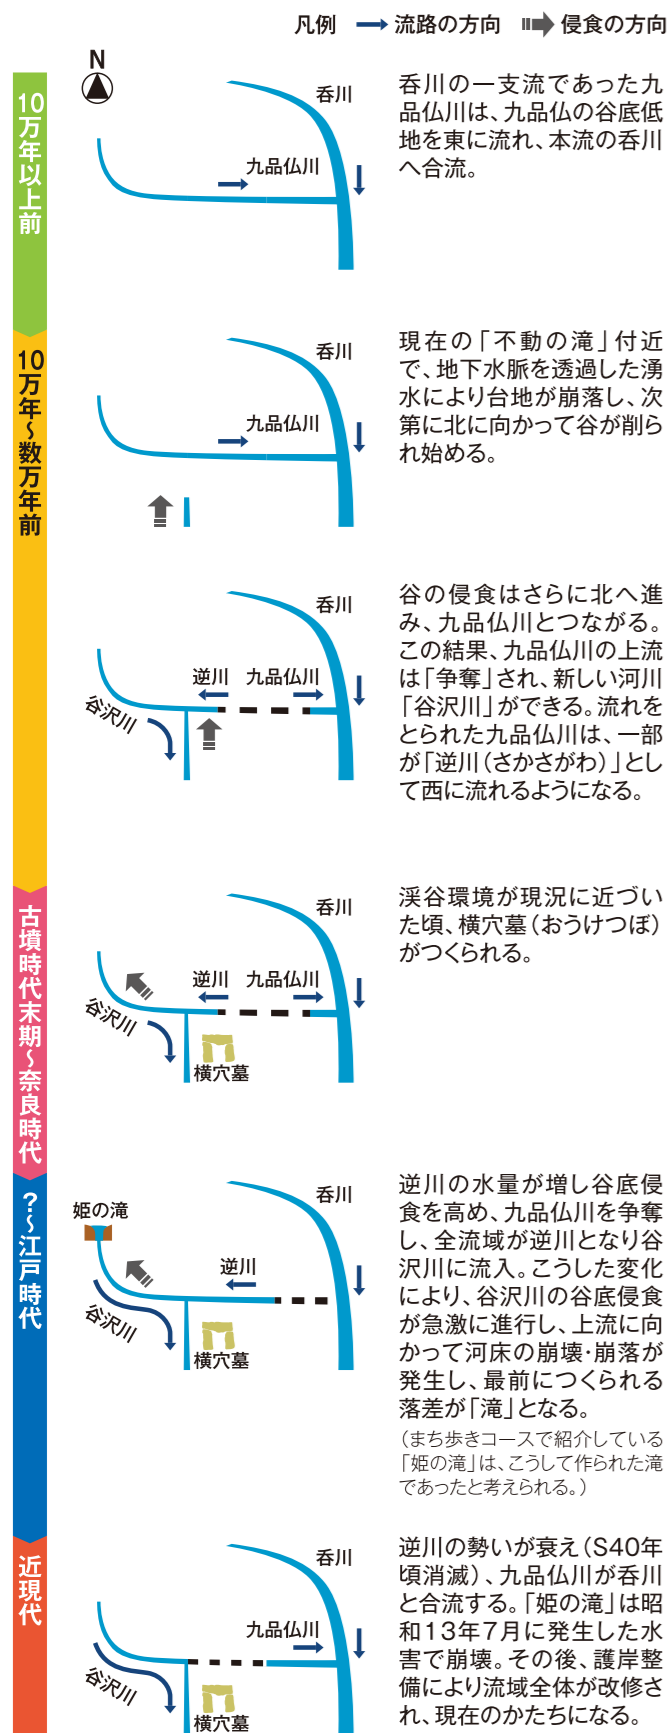 凡例 流路の方向 侵食の方向
10万年以上前
N
呑川
九品仏川
呑川の一支流であった九
品仏川は、九品仏の谷底低
地を東に流れ、本流の呑川
へ合流。
10万年〜数万年前
呑川
九品仏川
現在の「不動の滝」付近
で、地下水脈を透過した湧
水により台地が崩落し、次
第に北に向かって谷が削ら
れ始める。
呑川
逆川 九品仏川
谷沢川
谷の侵食はさらに北へ進
み、九品仏川とつながる。
この結果、九品仏川の上流
は「争奪」され、新しい河川
「谷沢川」ができる。流れを
とられた九品仏川は、一部
が「逆川（さかさがわ）」とし
て西に流れるようになる。
古墳時代末期〜奈良時代
呑川
逆川 九品仏川
谷沢川
横穴墓
渓谷環境が現況に近づい
た頃、横穴墓（おうけつぼ）
がつくられる。
？〜江戸時代
呑川
姫の滝
逆川
谷沢川
横穴墓
逆川の水量が増し谷底侵
食を高め、九品仏川を争奪
し、全流域が逆川となり谷
沢川に流入。こうした変化
により、谷沢川の谷底侵食
が急激に進行し、上流に向
かって河床の崩壊・崩落が
発生し、最前につくられる
落差が「滝」となる。
（まち歩きコースで紹介している
「姫の滝」は、こうして作られた滝
であったと考えられる。）
近現代
呑川
九品仏川
谷沢川
横穴墓
逆川の勢いが衰え（S40年
頃消滅）、九品仏川が呑川
と合流する。「姫の滝」は昭
和13年7月に発生した水
害で崩壊。その後、護岸整
備により流域全体が改修さ
れ、現在のかたちになる。